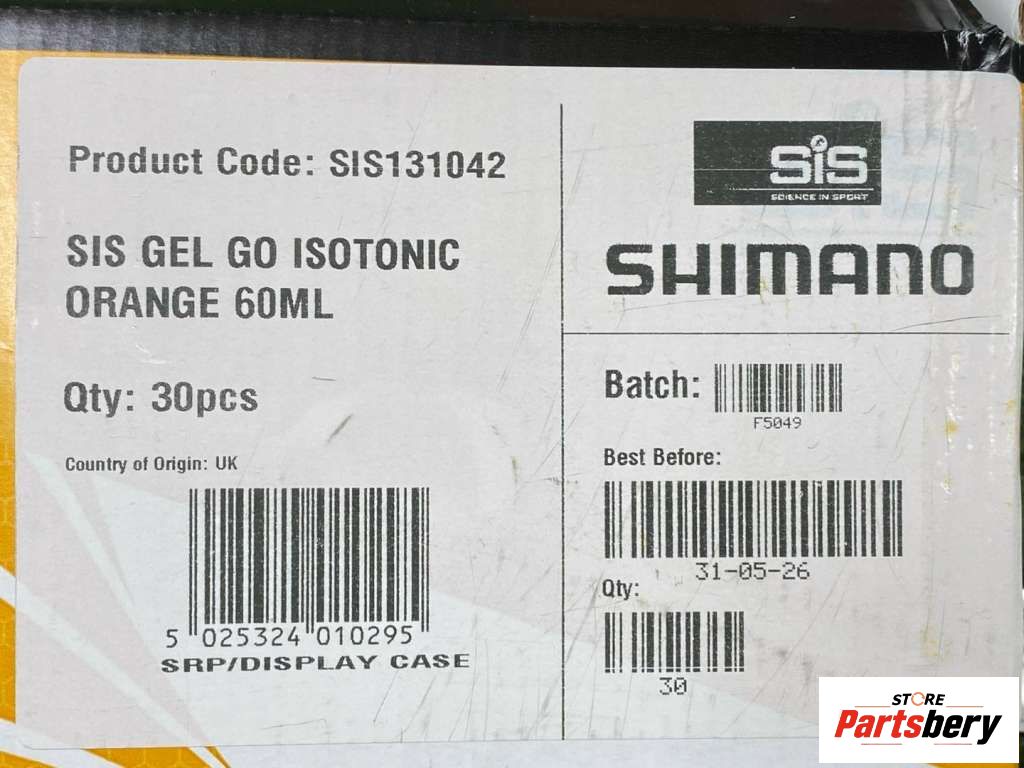 Product Code: SIS131042
SIS GEL GO ISOTONIC
ORANGE 60ML
Qty: 30pcs
Country of Origin: UK
5 025324 010295
SRP/DISPLAY CASE
SiS
SCIENCE IN SPORT
SHIMANO
Batch:
F5049
Best Before:
31-05-26
Qty:
30
STORE
Partsbery